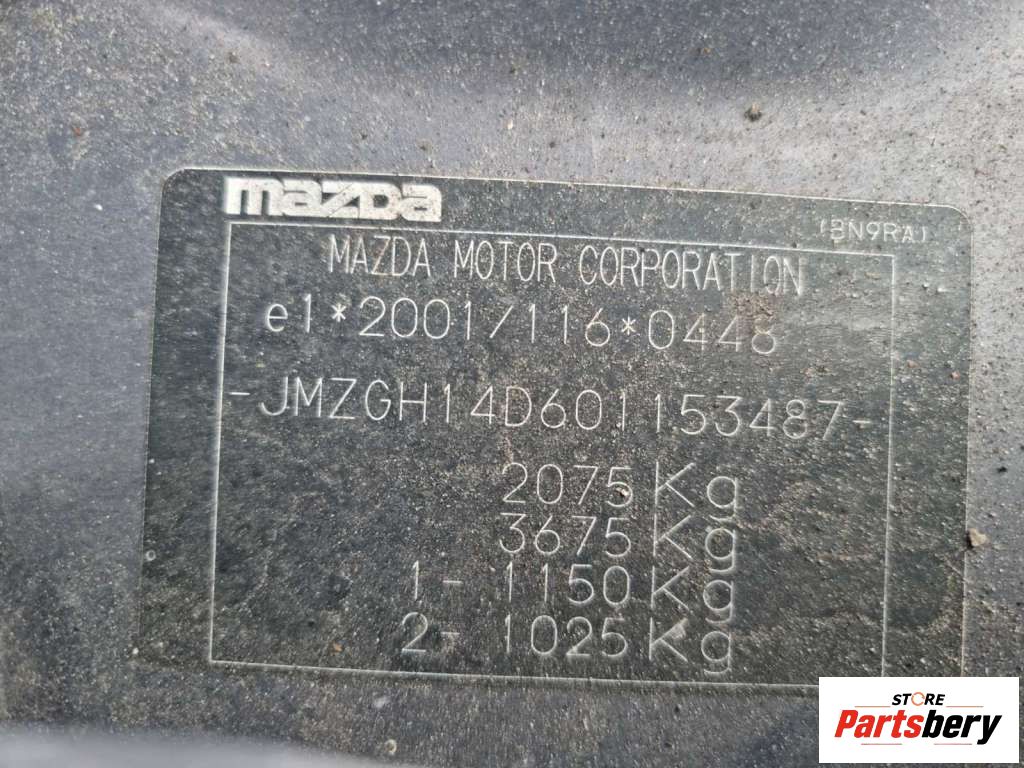 mazda
(BN9RA)
MAZDA MOTOR CORPORATION
e1*2001/116*0448
-JMZGH14D601153487-
2075 Kg
3675 Kg
1- 1150 Kg
2- 1025 Kg
STORE
Partsbery